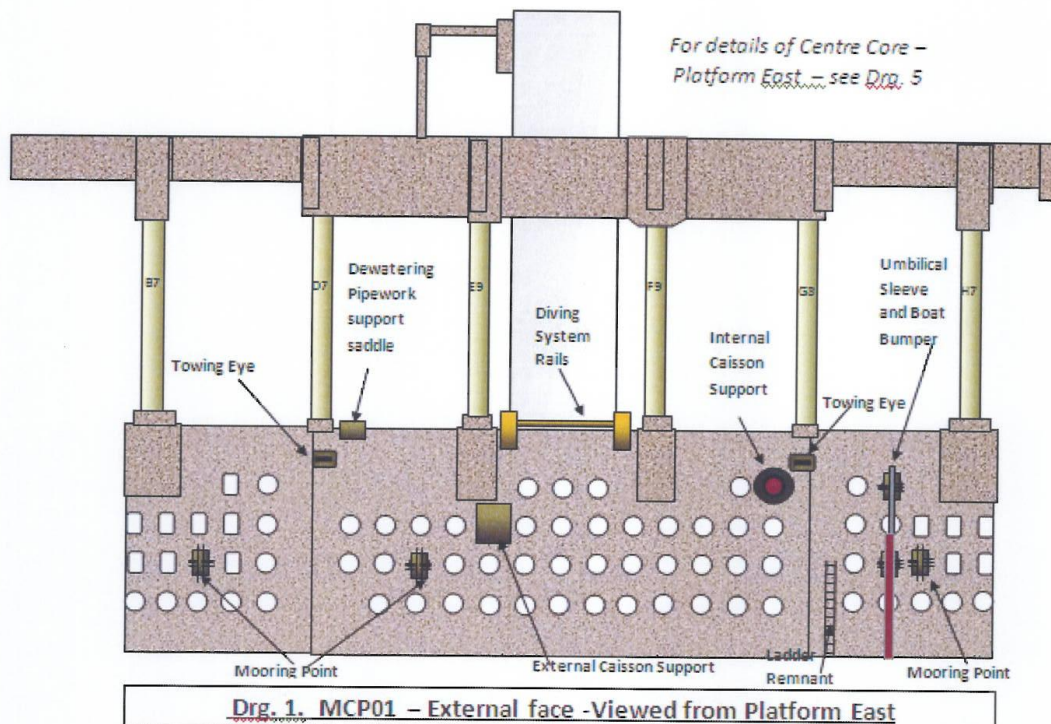 For details of Centre Core –
Platform East – see Drg. 5
B7
D7
E9
F9
G8
H7
Dewatering
Pipework
support
saddle
Towing Eye
Diving
System
Rails
Internal
Caisson
Support
Umbilical
Sleeve
and Boat
Bumper
Towing Eye
Mooring Point
External Caisson Support
Ladder
Remnant
Mooring Point
Drg. 1. MCP01 – External face -Viewed from Platform East